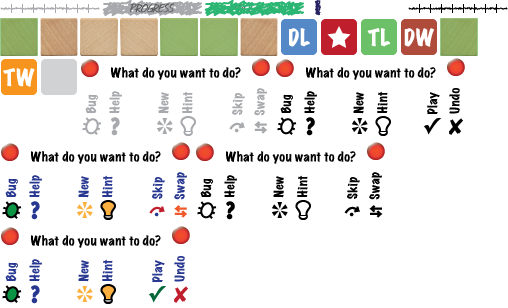 PROGRESS
DL TL DW
TW
What do you want to do?
Bug Help New Hint Skip Swap
What do you want to do?
Bug Help New Hint Play Undo
What do you want to do?
Bug Help New Hint Skip Swap
What do you want to do?
Bug Help New Hint Skip Swap
What do you want to do?
Bug Help New Hint Play Undo